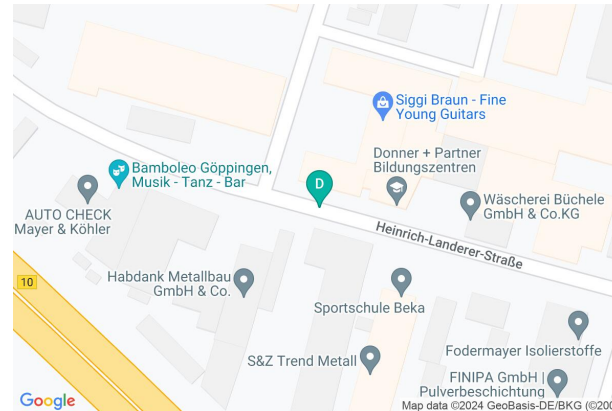 Siggi Braun - Fine
Young Guitars
Donner + Partner
Bildungszentren
Bamboleo Göppingen,
Musik - Tanz - Bar
D
AUTO CHECK
Mayer & Köhler
Wäscherei Büchele
GmbH & Co.KG
Heinrich-Landerer-Straße
10
Habdank Metallbau
GmbH & Co.
Sportschule Beka
S&Z Trend Metall
Fodermayer Isolierstoffe
FINIPA GmbH |
Pulverbeschichtung
Google
Map data ©2024 GeoBasis-DE/BKG (©200